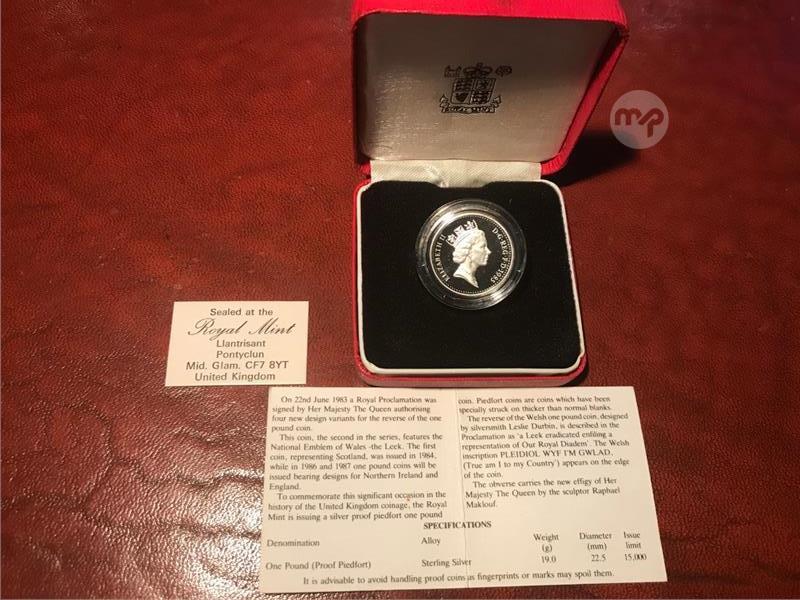 ROYAL MINT
mp
ELIZABETH II D·G·REG·F·D·1985
Sealed at the
Royal Mint
Llantrisant
Pontyclun
Mid. Glam. CF7 8YT
United Kingdom
On 22nd June 1983 a Royal Proclamation was
signed by Her Majesty The Queen authorising
four new design variants for the reverse of the one
pound coin.
This coin, the second in the series, features the
National Emblem of Wales -the Leek. The first
coin, representing Scotland, was issued in 1984,
while in 1986 and 1987 one pound coins will be
issued bearing designs for Northern Ireland and
England.
To commemorate this significant occasion in the
history of the United Kingdom coinage, the Royal
Mint is issuing a silver proof piedfort one pound
coin. Piedfort coins are coins which have been
specially struck on thicker than normal blanks.
The reverse of the Welsh one pound coin, designed
by silversmith Leslie Durbin, is described in the
Proclamation as 'a Leek eradicated enfiling a
representation of Our Royal Diadem'. The Welsh
inscription PLEIDIOL WYF I'M GWLAD,
(True am I to my Country') appears on the edge
of the coin.
The obverse carries the new effigy of Her
Majesty The Queen by the sculptor Raphael
Maklouf.
SPECIFICATIONS
Denomination Alloy Weight (g) Diameter (mm) Issue limit
One Pound (Proof Piedfort) Sterling Silver 19.0 22.5 15,000
It is advisable to avoid handling proof coins as fingerprints or marks may spoil them.